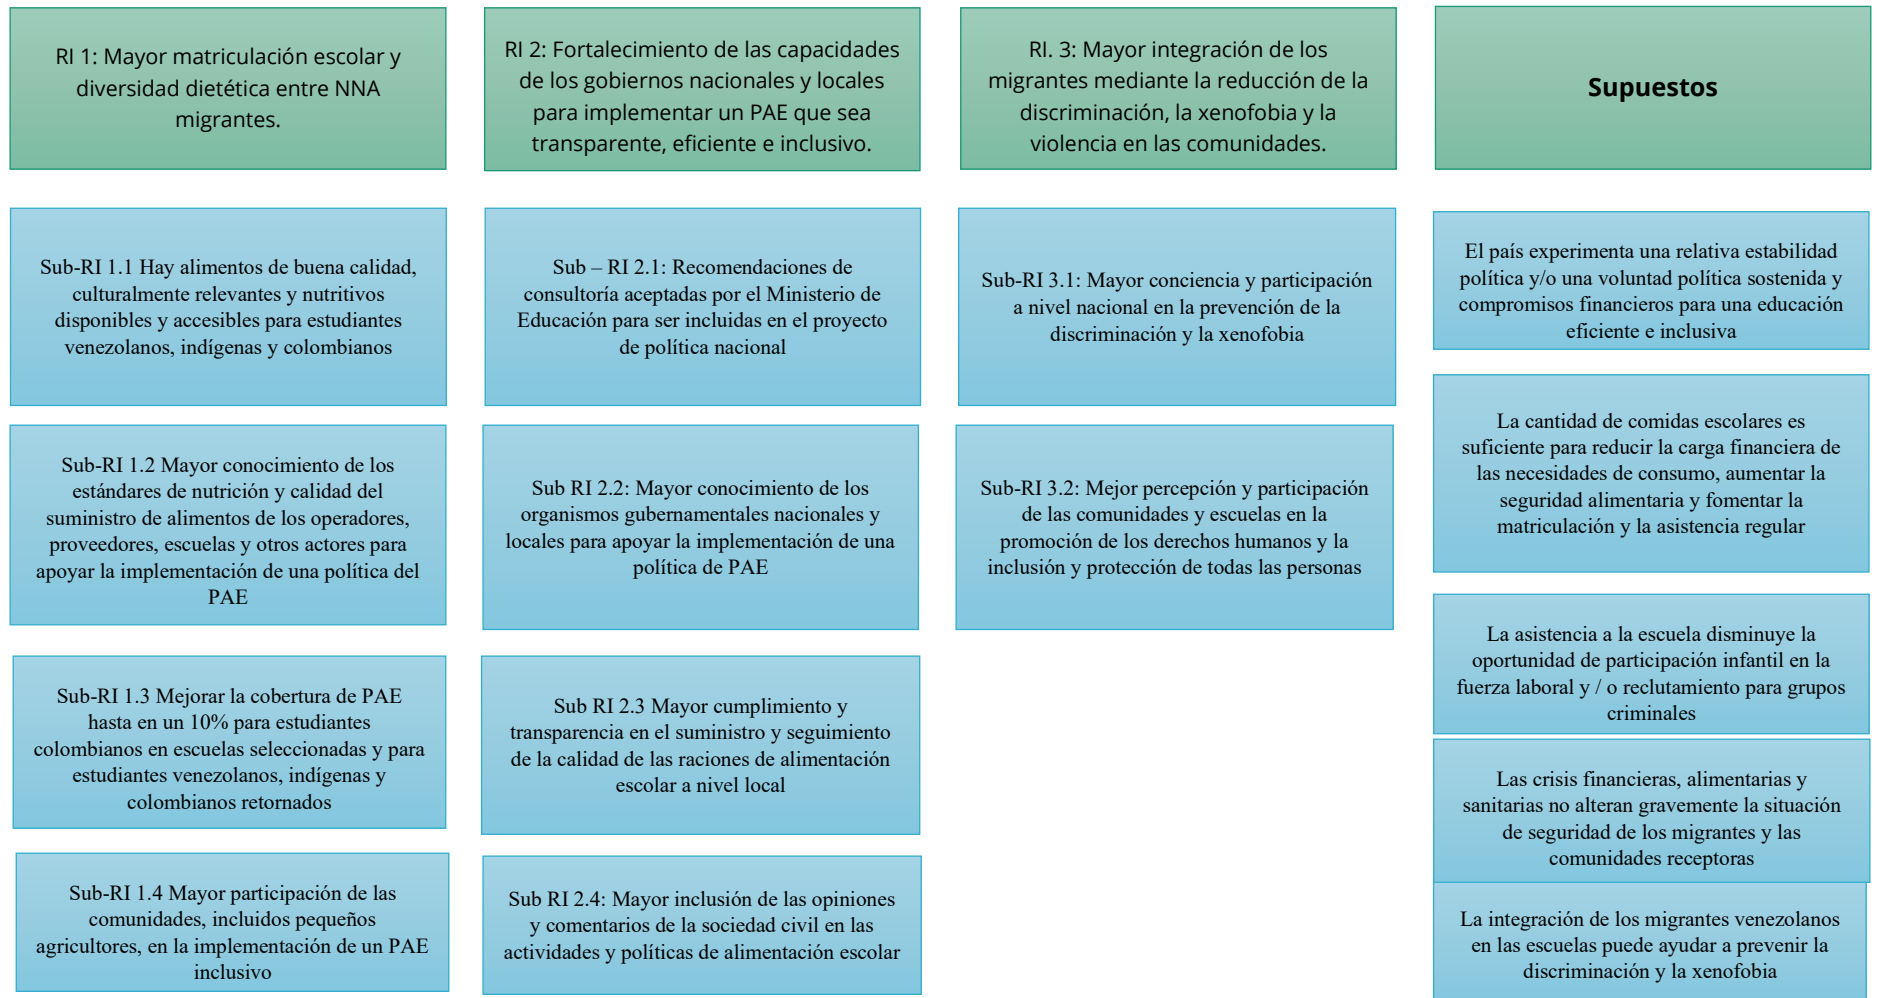 RI 1: Mayor matriculación escolar y
diversidad dietética entre NNA
migrantes.
Sub-RI 1.1 Hay alimentos de buena calidad,
culturalmente relevantes y nutritivos
disponibles y accesibles para estudiantes
venezolanos, indígenas y colombianos
Sub-RI 1.2 Mayor conocimiento de los
estándares de nutrición y calidad del
suministro de alimentos de los operadores,
proveedores, escuelas y otros actores para
apoyar la implementación de una política del
PAE
Sub-RI 1.3 Mejorar la cobertura de PAE
hasta en un 10% para estudiantes
colombianos en escuelas seleccionadas y para
estudiantes venezolanos, indígenas y
colombianos retornados
Sub-RI 1.4 Mayor participación de las
comunidades, incluidos pequeños
agricultores, en la implementación de un PAE
inclusivo
RI 2: Fortalecimiento de las capacidades
de los gobiernos nacionales y locales
para implementar un PAE que sea
transparente, eficiente e inclusivo.
Sub – RI 2.1: Recomendaciones de
consultoría aceptadas por el Ministerio de
Educación para ser incluidas en el proyecto
de política nacional
Sub RI 2.2: Mayor conocimiento de los
organismos gubernamentales nacionales y
locales para apoyar la implementación de una
política de PAE
Sub RI 2.3 Mayor cumplimiento y
transparencia en el suministro y seguimiento
de la calidad de las raciones de alimentación
escolar a nivel local
Sub RI 2.4: Mayor inclusión de las opiniones
y comentarios de la sociedad civil en las
actividades y políticas de alimentación escolar
RI. 3: Mayor integración de los
migrantes mediante la reducción de la
discriminación, la xenofobia y la
violencia en las comunidades.
Sub-RI 3.1: Mayor conciencia y participación
a nivel nacional en la prevención de la
discriminación y la xenofobia
Sub-RI 3.2: Mejor percepción y participación
de las comunidades y escuelas en la
promoción de los derechos humanos y la
inclusión y protección de todas las personas
Supuestos
El país experimenta una relativa estabilidad
política y/o una voluntad política sostenida y
compromisos financieros para una educación
eficiente e inclusiva
La cantidad de comidas escolares es
suficiente para reducir la carga financiera de
las necesidades de consumo, aumentar la
seguridad alimentaria y fomentar la
matriculación y la asistencia regular
La asistencia a la escuela disminuye la
oportunidad de participación infantil en la
fuerza laboral y / o reclutamiento para grupos
criminales
Las crisis financieras, alimentarias y
sanitarias no alteran gravemente la situación
de seguridad de los migrantes y las
comunidades receptoras
La integración de los migrantes venezolanos
en las escuelas puede ayudar a prevenir la
discriminación y la xenofobia